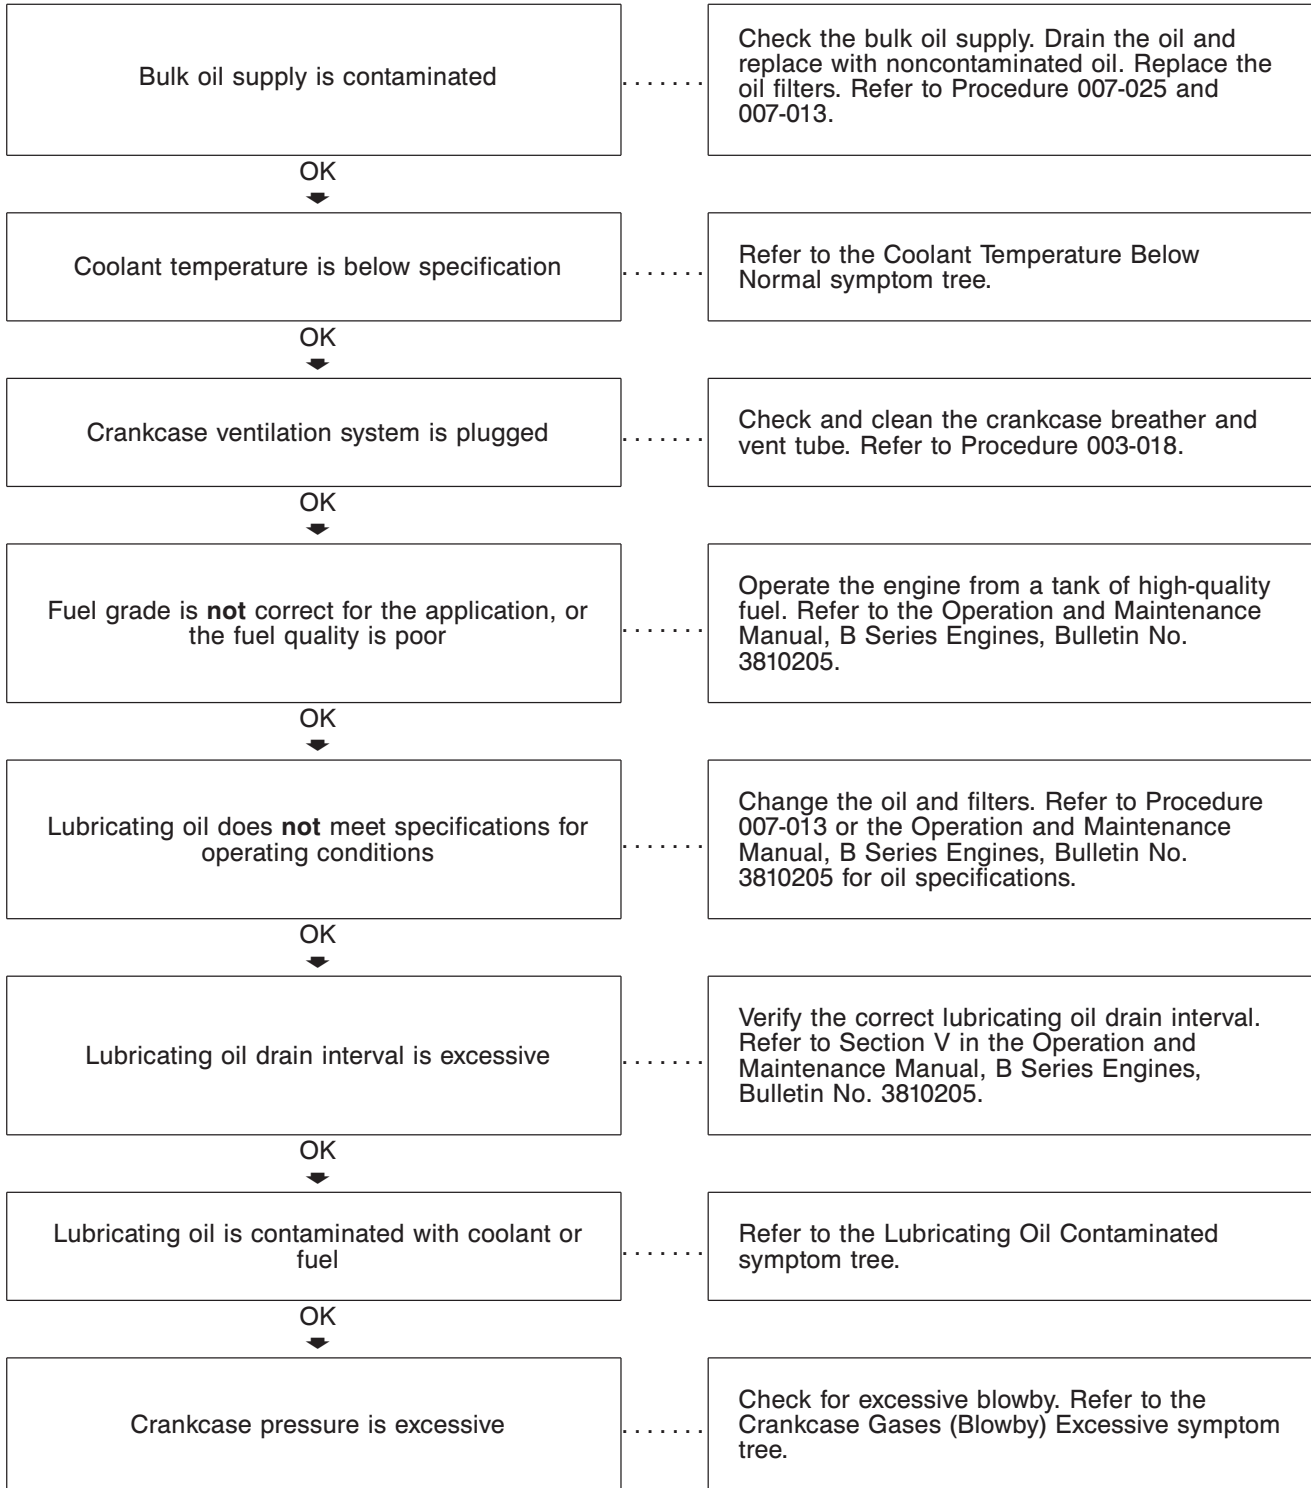 Bulk oil supply is contaminated
. . . . . . .
Check the bulk oil supply. Drain the oil and
replace with noncontaminated oil. Replace the
oil filters. Refer to Procedure 007-025 and
007-013.
OK
Coolant temperature is below specification
. . . . . . .
Refer to the Coolant Temperature Below
Normal symptom tree.
OK
Crankcase ventilation system is plugged
. . . . . . .
Check and clean the crankcase breather and
vent tube. Refer to Procedure 003-018.
OK
Fuel grade is not correct for the application, or
the fuel quality is poor
. . . . . . .
Operate the engine from a tank of high-quality
fuel. Refer to the Operation and Maintenance
Manual, B Series Engines, Bulletin No.
3810205.
OK
Lubricating oil does not meet specifications for
operating conditions
. . . . . . .
Change the oil and filters. Refer to Procedure
007-013 or the Operation and Maintenance
Manual, B Series Engines, Bulletin No.
3810205 for oil specifications.
OK
Lubricating oil drain interval is excessive
. . . . . . .
Verify the correct lubricating oil drain interval.
Refer to Section V in the Operation and
Maintenance Manual, B Series Engines,
Bulletin No. 3810205.
OK
Lubricating oil is contaminated with coolant or
fuel
. . . . . . .
Refer to the Lubricating Oil Contaminated
symptom tree.
OK
Crankcase pressure is excessive
. . . . . . .
Check for excessive blowby. Refer to the
Crankcase Gases (Blowby) Excessive symptom
tree.